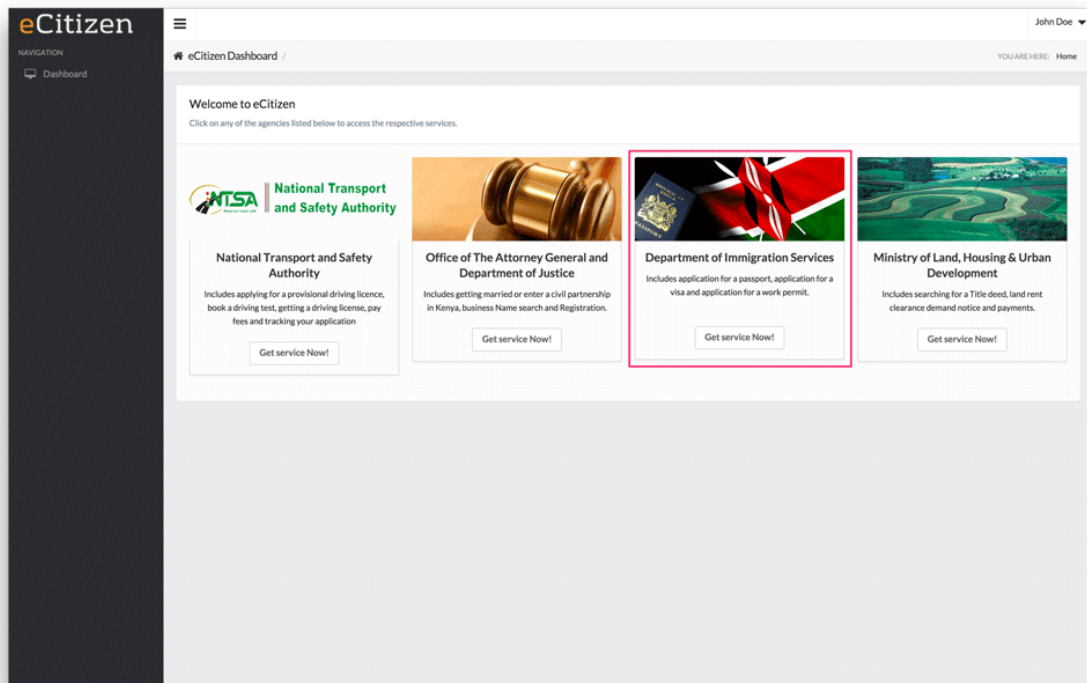 eCitizen
John Doe
NAVIGATION
Dashboard
eCitizen Dashboard /
YOU ARE HERE: Home
Welcome to eCitizen
Click on any of the agencies listed below to access the respective services.
NTSA
National Transport
and Safety Authority
National Transport and Safety
Authority
Includes applying for a provisional driving licence,
book a driving test, getting a driving license, pay
fees and tracking your application
Get service Now!
Office of The Attorney General and
Department of Justice
Includes getting married or enter a civil partnership
in Kenya, business Name search and Registration.
Get service Now!
REPUBLIC OF
KENYA
PASSPORT
Department of Immigration Services
Includes application for a passport, application for a
visa and application for a work permit.
Get service Now!
Ministry of Land, Housing & Urban
Development
Includes searching for a Title deed, land rent
clearance demand notice and payments.
Get service Now!